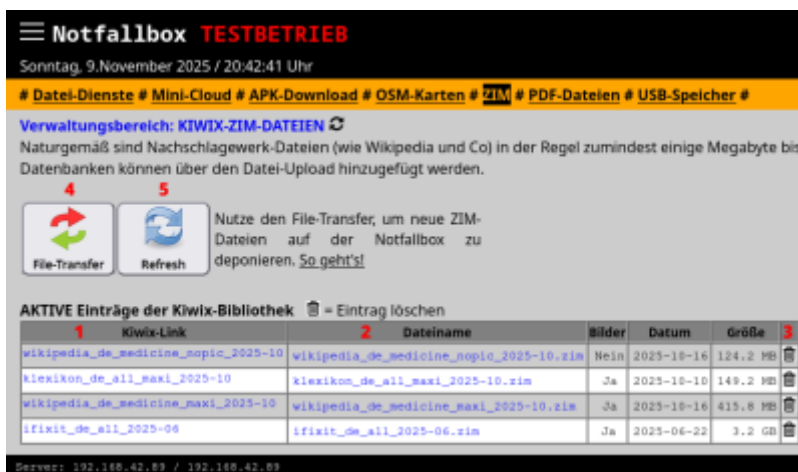 Notfallbox TESTBETRIEB
Sonntag, 9.November 2025 / 20:42:41 Uhr
# Datei-Dienste # Mini-Cloud # APK-Download # OSM-Karten # ZIM # PDF-Dateien # USB-Speicher #
Verwaltungsbereich: KIWIX-ZIM-DATEIEN
Naturgemäß sind Nachschlagewerk-Dateien (wie Wikipedia und Co) in der Regel zumindest einige Megabyte bis
Datenbanken können über den Datei-Upload hinzugefügt werden.
4 5
Nutze den File-Transfer, um neue ZIM-
Dateien auf der Notfallbox zu
deponieren. So geht's!
File-Transfer Refresh
AKTIVE Einträge der Kiwix-Bibliothek = Eintrag löschen
1 Kiwix-Link 2 Dateiname Bilder Datum Größe 3
wikipedia_de_medicine_nopic_2025-10 wikipedia_de_medicine_nopic_2025-10.zim Nein 2025-10-16 124.2 MB
klexikon_de_all_maxi_2025-10 klexikon_de_all_maxi_2025-10.zim Ja 2025-10-10 149.2 MB
wikipedia_de_medicine_maxi_2025-10 wikipedia_de_medicine_maxi_2025-10.zim Ja 2025-10-16 415.8 MB
ifixit_de_all_2025-06 ifixit_de_all_2025-06.zim Ja 2025-06-22 3.2 GB
Server: 192.168.42.89 / 192.168.42.89